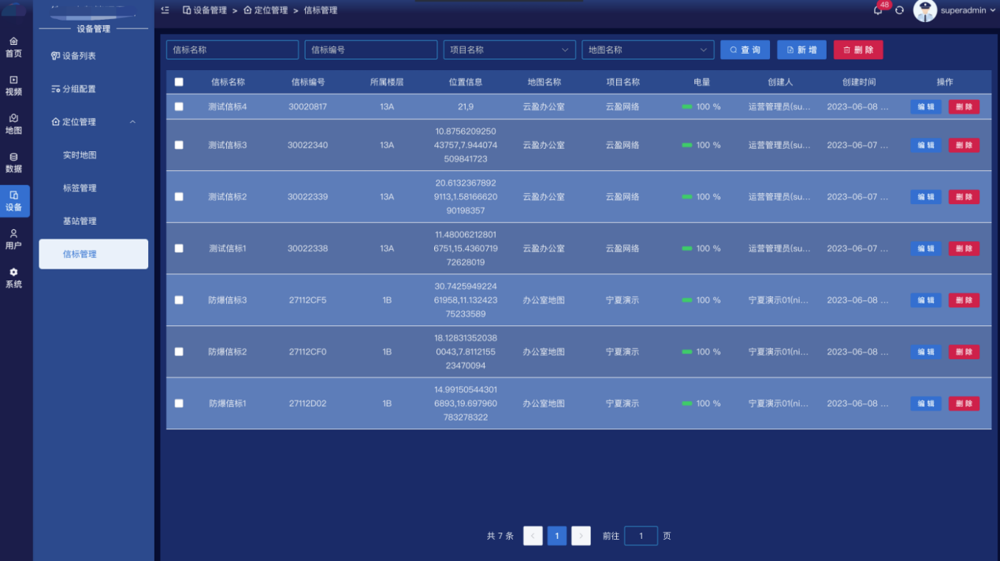 设备管理
首页
视频
地图
数据
设备
用户
系统
设备列表
分组配置
定位管理
实时地图
标签管理
基站管理
信标管理
设备管理 > 定位管理 > 信标管理
48
superadmin
信标名称 信标编号 项目名称 地图名称 查 询 新 增 删 除
信标名称 信标编号 所属楼层 位置信息 地图名称 项目名称 电量 创建人 创建时间 操作
测试信标4 30020817 13A 21,9 云盈办公室 云盈网络 100 % 运营管理员(su... 2023-06-08 ... 编 辑 删 除
10.8756209250
测试信标3 30022340 13A 43757,7.944074 云盈办公室 云盈网络 100 % 运营管理员(su... 2023-06-07 ... 编 辑 删 除
509841723
20.6132367892
测试信标2 30022339 13A 9113,1.58166620 云盈办公室 云盈网络 100 % 运营管理员(su... 2023-06-07 ... 编 辑 删 除
90198357
11.48006212801
测试信标1 30022338 13A 6751,15.4360719 云盈办公室 云盈网络 100 % 运营管理员(su... 2023-06-07 ... 编 辑 删 除
72628019
30.7425949224
防爆信标3 27112CF5 1B 61958,11.132423 办公室地图 宁夏演示 100 % 宁夏演示01(ni... 2023-06-08 ... 编 辑 删 除
75233589
18.12831352038
防爆信标2 27112CF0 1B 0043,7.8112155 办公室地图 宁夏演示 100 % 宁夏演示01(ni... 2023-06-08 ... 编 辑 删 除
23470094
14.99150544301
防爆信标1 27112D02 1B 6893,19.697960 办公室地图 宁夏演示 100 % 宁夏演示01(ni... 2023-06-08 ... 编 辑 删 除
783278322
共 7 条 < 1 > 前往 1 页